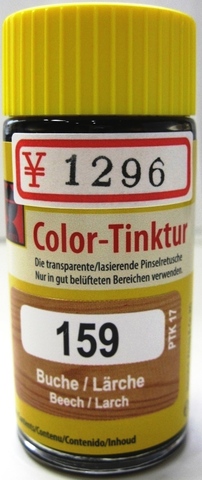 ¥ 1296
Color-Tinktur
Die transparente/lasierende Pinselretusche
Nur in gut belüfteten Bereichen verwenden.
159
PTK 17
Buche / Lärche
Beech / Larch
/Contenu/Contenido/Inhoud